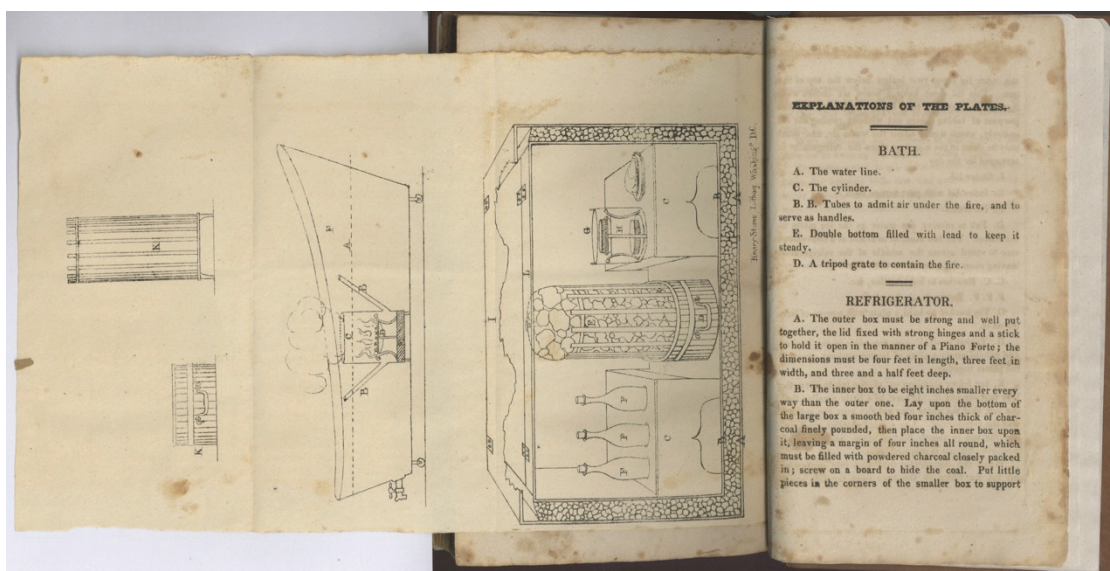 K
K
F
A
B
C
D
B
I
L
G
H
F
F
F
D
C
C
B
A
EXPLANATIONS OF THE PLATES.
BATH.
A. The water line.
C. The cylinder.
B. B. Tubes to admit air under the fire, and to
serve as handles.
E. Double bottom filled with lead to keep it
steady.
D. A tripod grate to contain the fire.
REFRIGERATOR.
A. The outer box must be strong and well put
together, the lid fixed with strong hinges and a stick
to hold it open in the manner of a Piano Forte; the
dimensions must be four feet in length, three feet in
width, and three and a half feet deep.
B. The inner box to be eight inches smaller every
way than the outer one. Lay upon the bottom of
the large box a smooth bed four inches thick of char-
coal finely pounded, then place the inner box upon
it, leaving a margin of four inches all round, which
must be filled with powdered charcoal closely packed
in; screw on a board to hide the coal. Put little
pieces in the corners of the smaller box to support